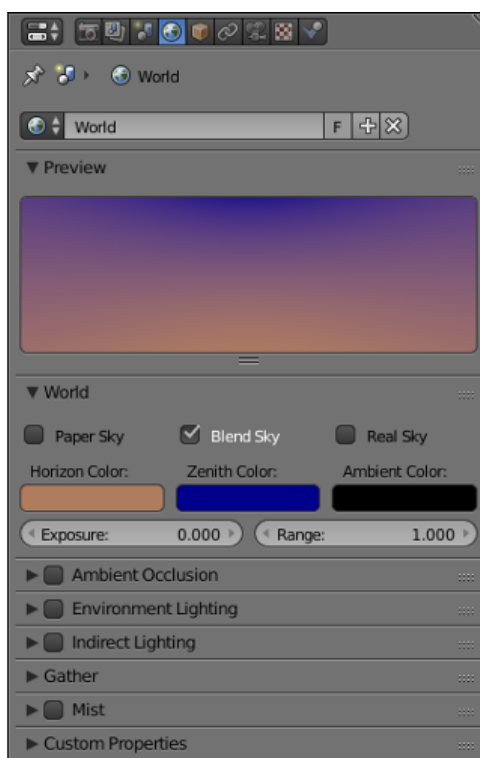 World
World F
Preview
World
Paper Sky Blend Sky Real Sky
Horizon Color: Zenith Color: Ambient Color:
Exposure: 0.000 Range: 1.000
Ambient Occlusion
Environment Lighting
Indirect Lighting
Gather
Mist
Custom Properties